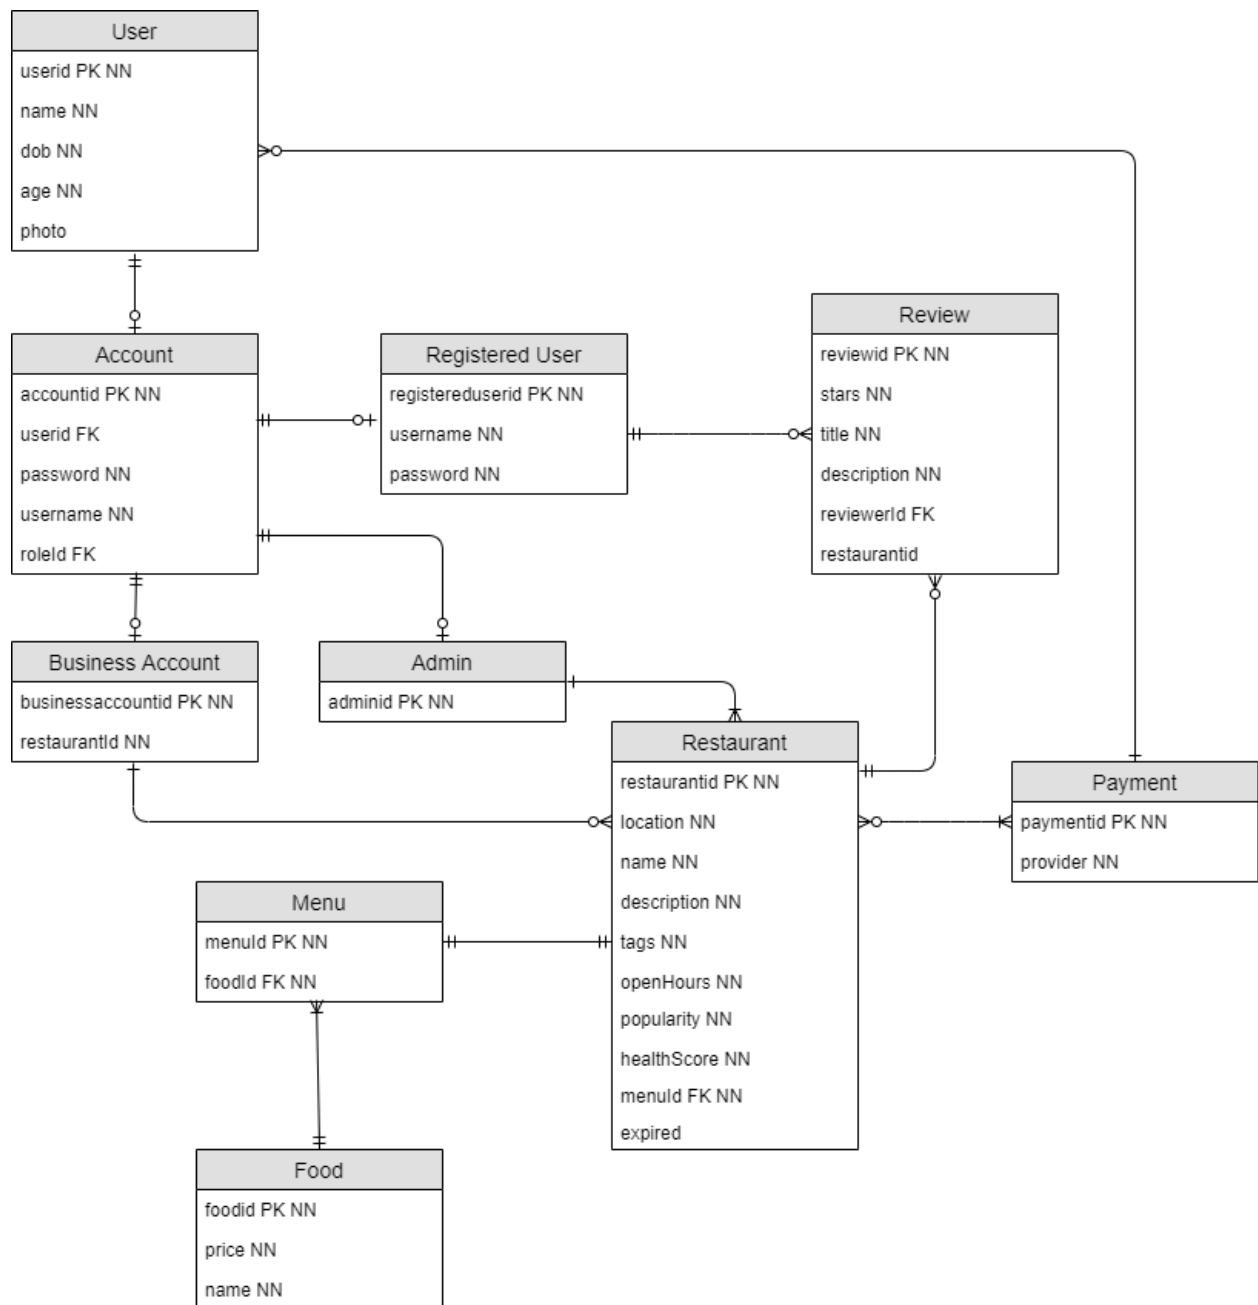 User
userid PK NN
name NN
dob NN
age NN
photo
Account
accountid PK NN
userid FK
password NN
username NN
roleId FK
Registered User
registereduserid PK NN
username NN
password NN
Review
reviewid PK NN
stars NN
title NN
description NN
reviewerId FK
restaurantid
Business Account
businessaccountid PK NN
restaurantId NN
Admin
adminid PK NN
Restaurant
restaurantid PK NN
location NN
name NN
description NN
tags NN
openHours NN
popularity NN
healthScore NN
menuId FK NN
expired
Payment
paymentid PK NN
provider NN
Menu
menuId PK NN
foodId FK NN
Food
foodid PK NN
price NN
name NN